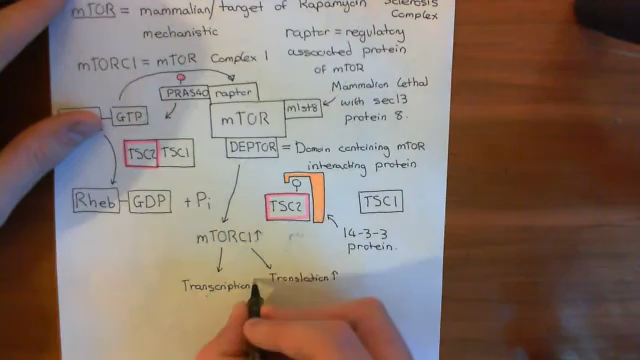 mTOR = mammalian/target of Rapamycin Sclerosis
Complex
mechanistic
raptor = regulatory
associated protein
of mTOR
mTORC1 = mTOR Complex 1
PRAS40 raptor
Mammalian Lethal
with sec13
protein 8.
mlst8
GTP
mTOR
DEPTOR = Domain containing mTOR
interacting protein
TSC2 TSC1
Rheb GDP + Pi
TSC2
TSC1
14-3-3
protein.
mTORC1↑
Transcription
Translation↑